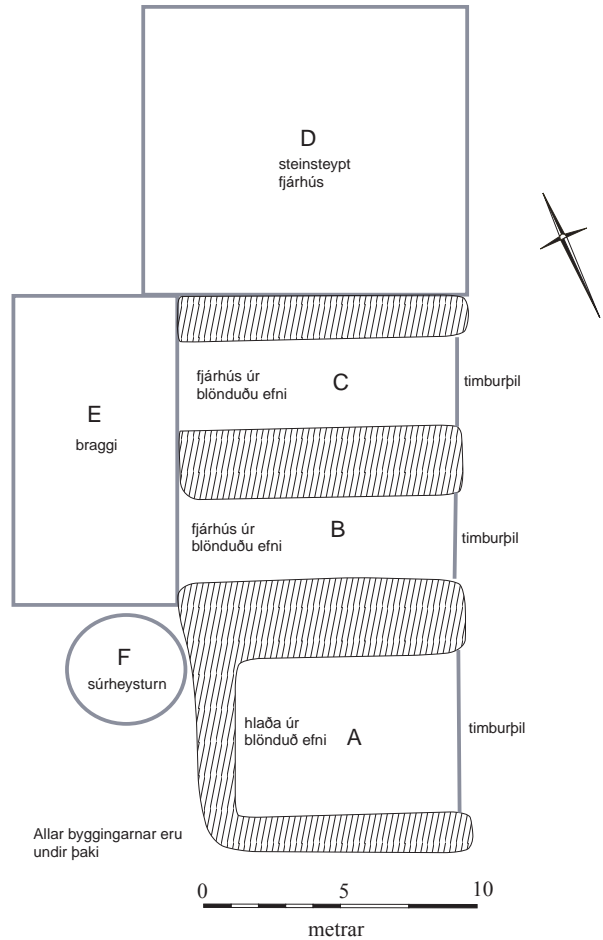 D
steinsteypt
fjárhús
C
fjárhús úr
blönduðu efni
timburþil
E
braggi
B
fjárhús úr
blönduðu efni
timburþil
F
súrheysturn
hlaða úr
blönduð efni
A
timburþil
Allar byggingarnar eru
undir þaki
0
5
10
metrar